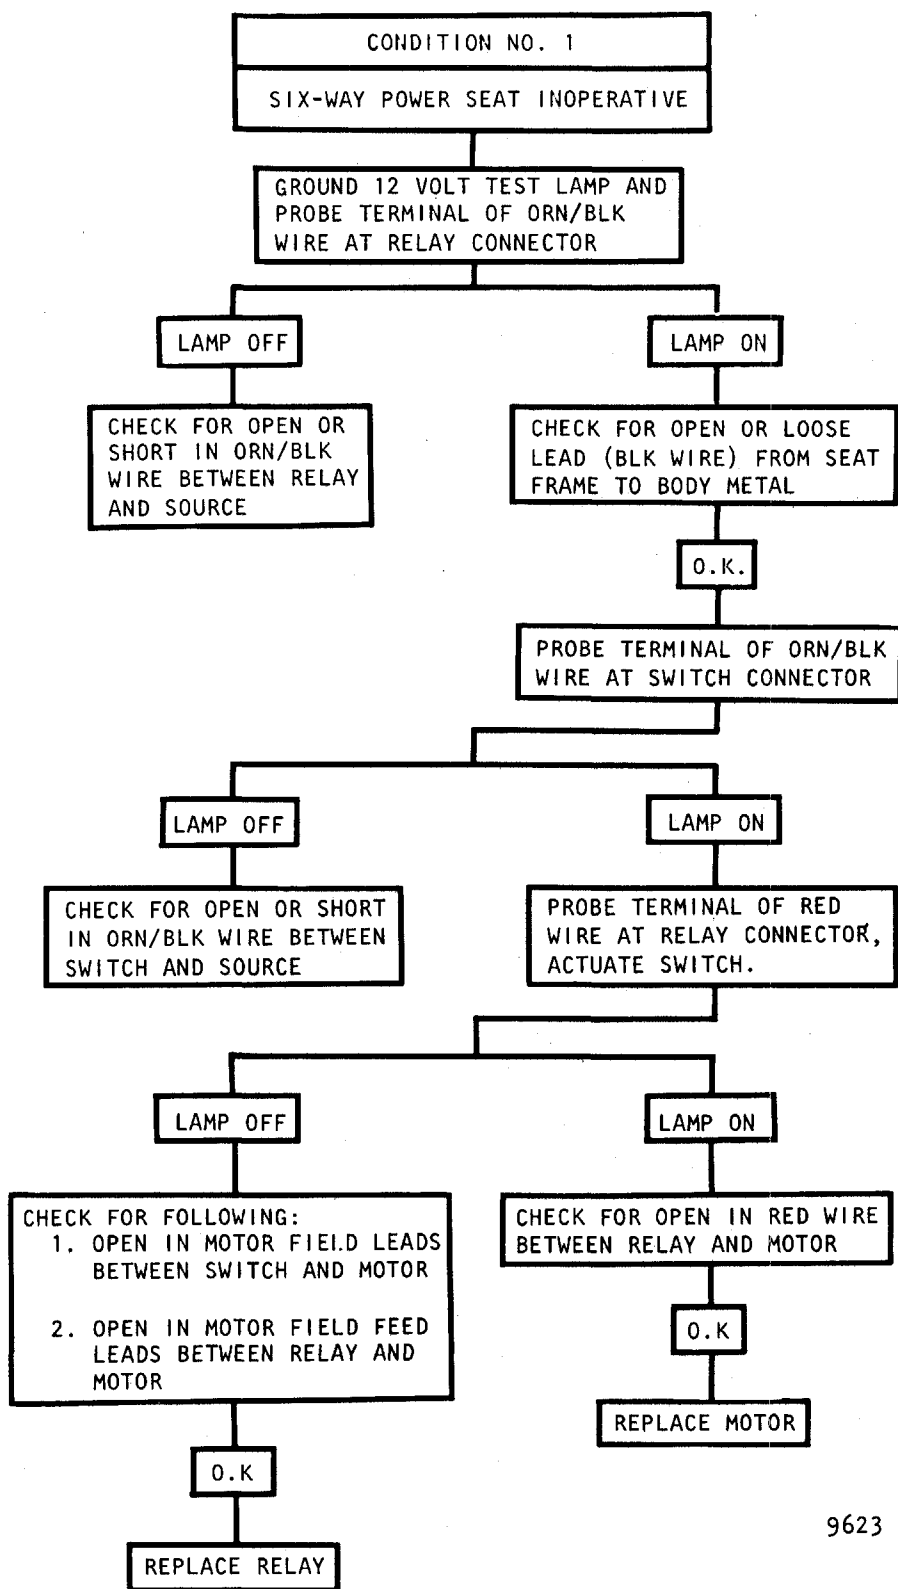 CONDITION NO. 1
SIX-WAY POWER SEAT INOPERATIVE
GROUND 12 VOLT TEST LAMP AND
PROBE TERMINAL OF ORN/BLK
WIRE AT RELAY CONNECTOR
LAMP OFF
LAMP ON
CHECK FOR OPEN OR
SHORT IN ORN/BLK
WIRE BETWEEN RELAY
AND SOURCE
CHECK FOR OPEN OR LOOSE
LEAD (BLK WIRE) FROM SEAT
FRAME TO BODY METAL
O.K.
PROBE TERMINAL OF ORN/BLK
WIRE AT SWITCH CONNECTOR
LAMP OFF
LAMP ON
CHECK FOR OPEN OR SHORT
IN ORN/BLK WIRE BETWEEN
SWITCH AND SOURCE
PROBE TERMINAL OF RED
WIRE AT RELAY CONNECTOR,
ACTUATE SWITCH.
LAMP OFF
LAMP ON
CHECK FOR FOLLOWING:
1. OPEN IN MOTOR FIELD LEADS
BETWEEN SWITCH AND MOTOR
2. OPEN IN MOTOR FIELD FEED
LEADS BETWEEN RELAY AND
MOTOR
CHECK FOR OPEN IN RED WIRE
BETWEEN RELAY AND MOTOR
O.K
REPLACE MOTOR
O.K
REPLACE RELAY
9623